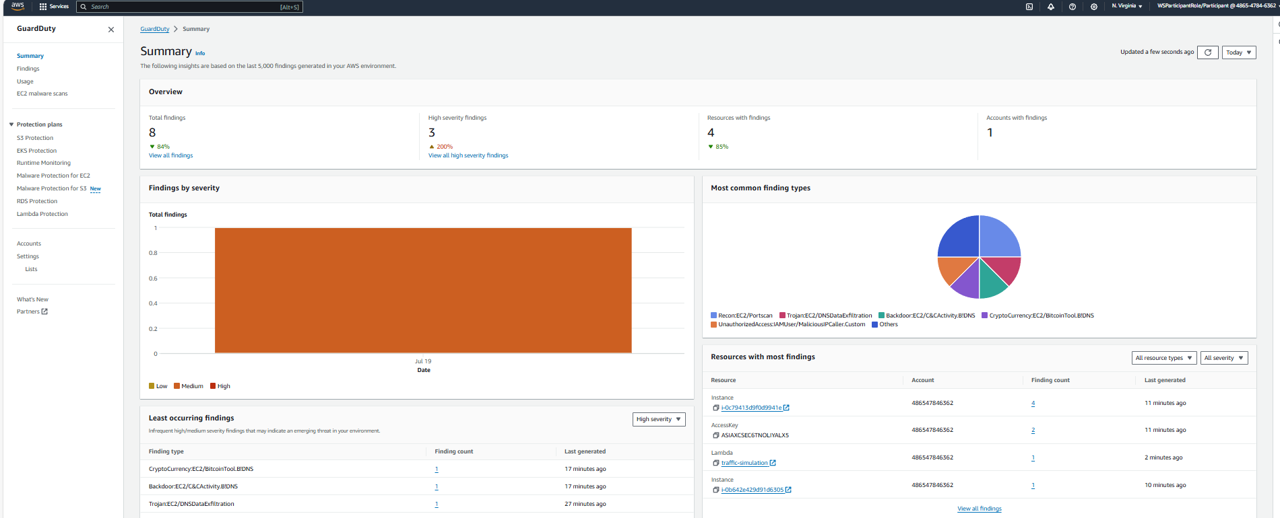 aws
Services
Search
[Alt+S]
N. Virginia
WSParticipantRole/Participant @ 4865-4784-6362
GuardDuty
Summary
Findings
Usage
EC2 malware scans
Protection plans
S3 Protection
EKS Protection
Runtime Monitoring
Malware Protection for EC2
Malware Protection for S3 New
RDS Protection
Lambda Protection
Accounts
Settings
Lists
What's New
Partners
GuardDuty > Summary
Summary Info
The following insights are based on the last 5,000 findings generated in your AWS environment.
Updated a few seconds ago
Today
Overview
Total findings
8
84%
View all findings
High severity findings
3
200%
View all high severity findings
Resources with findings
4
85%
Accounts with findings
1
Findings by severity
Total findings
1
0.8
0.6
0.4
0.2
0
Jul 19
Date
Low Medium High
Most common finding types
Recon:EC2/Portscan Trojan:EC2/DNSDataExfiltration Backdoor:EC2/C&CActivity.B!DNS CryptoCurrency:EC2/BitcoinTool.B!DNS
UnauthorizedAccess:IAMUser/MaliciousIPCaller.Custom Others
Least occurring findings
High severity
Infrequent high/medium severity findings that may indicate an emerging threat in your environment.
Finding type Finding count Last generated
CryptoCurrency:EC2/BitcoinTool.B!DNS 1 17 minutes ago
Backdoor:EC2/C&CActivity.B!DNS 1 17 minutes ago
Trojan:EC2/DNSDataExfiltration 1 27 minutes ago
Resources with most findings
All resource types All severity
Resource Account Finding count Last generated
Instance
i-0c79413d9f0d9941e 486547846362 4 11 minutes ago
AccessKey
ASIAXCSEC6TNOLIYALX5 486547846362 2 11 minutes ago
Lambda
traffic-simulation 486547846362 1 2 minutes ago
Instance
i-0b642e429d91d6305 486547846362 1 10 minutes ago
View all findings